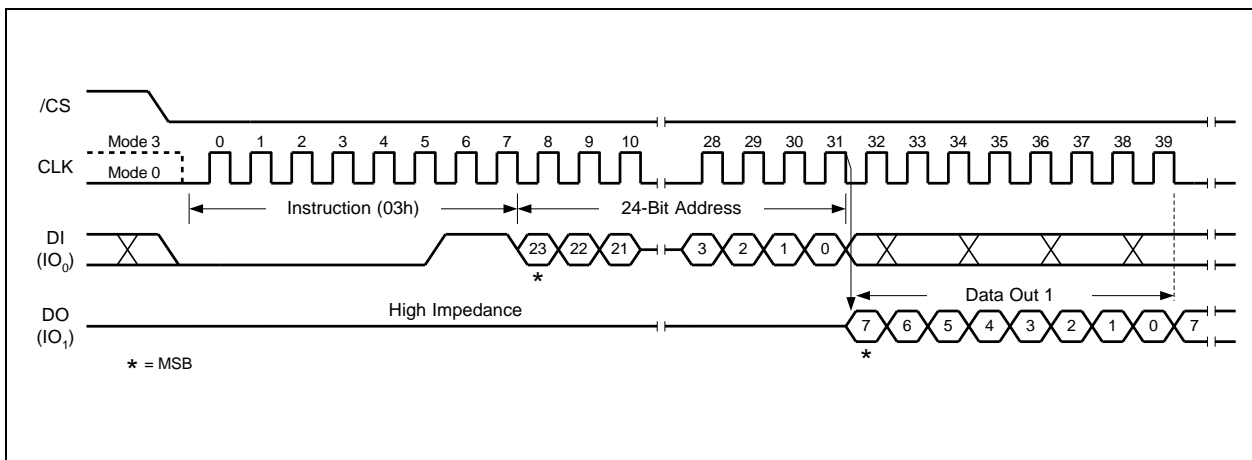 /CS
Mode 3
0 1 2 3 4 5 6 7 8 9 10 28 29 30 31 32 33 34 35 36 37 38 39
CLK
Mode 0
Instruction (03h) 24-Bit Address
DI
(IO0)
23 22 21 3 2 1 0
*
High Impedance Data Out 1
DO
(IO1)
7 6 5 4 3 2 1 0 7
*
* = MSB